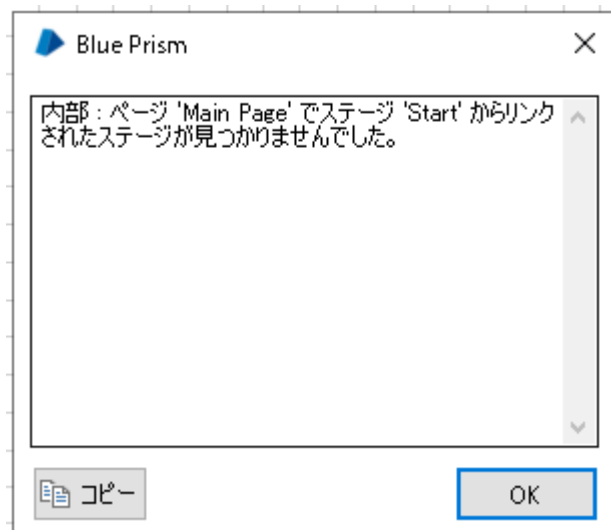 Blue Prism
内部 : ページ 'Main Page' でステージ 'Start' からリンク
されたステージが見つかりませんでした。
コピー
OK